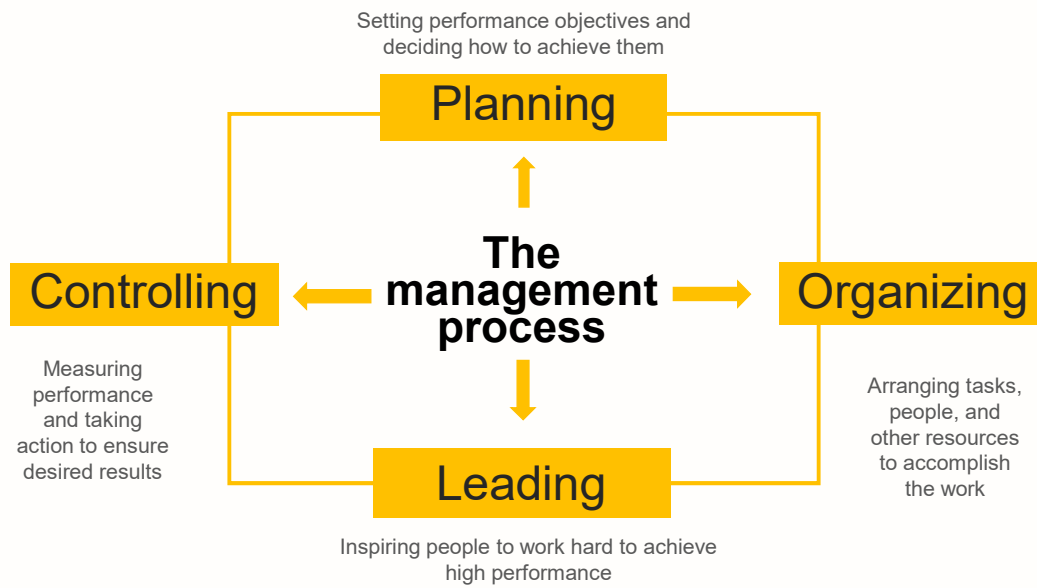 Setting performance objectives and
deciding how to achieve them
Planning
The
management
process
Controlling
Organizing
Measuring
performance
and taking
action to ensure
desired results
Arranging tasks,
people, and
other resources
to accomplish
the work
Leading
Inspiring people to work hard to achieve
high performance